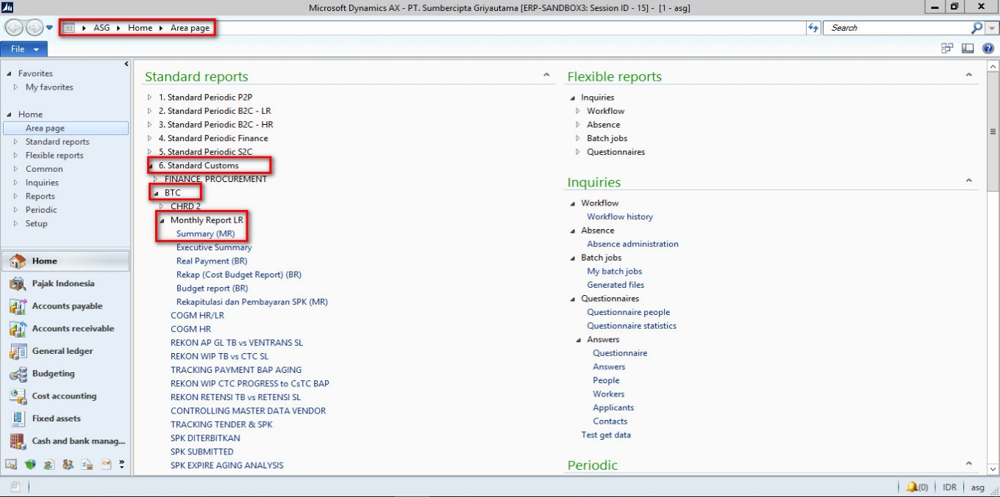 Microsoft Dynamics AX - PT. Sumbercipta Griyautama [ERP-SANDBOX3: Session ID - 15] - [1 - asg]
ASG Home Area page
Search
File
Favorites
My favorites
Home
Area page
Standard reports
Flexible reports
Common
Inquiries
Reports
Periodic
Setup
Home
Pajak Indonesia
Accounts payable
Accounts receivable
General ledger
Budgeting
Cost accounting
Fixed assets
Cash and bank manag...
Standard reports
1. Standard Periodic P2P
2. Standard Periodic B2C - LR
3. Standard Periodic B2C - HR
4. Standard Periodic Finance
5. Standard Periodic S2C
6. Standard Customs
FINANCE, PROCUREMENT
BTC
CHRD 2
Monthly Report LR
Summary (MR)
Executive Summary
Real Payment (BR)
Rekap (Cost Budget Report) (BR)
Budget report (BR)
Rekapitulasi dan Pembayaran SPK (MR)
COGM HR/LR
COGM HR
REKON AP GL TB vs VENTRANS SL
REKON WIP TB vs CTC SL
TRACKING PAYMENT BAP AGING
REKON WIP CTC PROGRESS to CsTC BAP
REKON RETENSI TB vs RETENSI SL
CONTROLLING MASTER DATA VENDOR
TRACKING TENDER & SPK
SPK DITERBITKAN
SPK SUBMITTED
SPK EXPIRE AGING ANALYSIS
Flexible reports
Inquiries
Workflow
Absence
Batch jobs
Questionnaires
Inquiries
Workflow
Workflow history
Absence
Absence administration
Batch jobs
My batch jobs
Generated files
Questionnaires
Questionnaire people
Questionnaire statistics
Answers
Questionnaire
Answers
People
Workers
Applicants
Contacts
Test get data
Periodic
(0) IDR asg